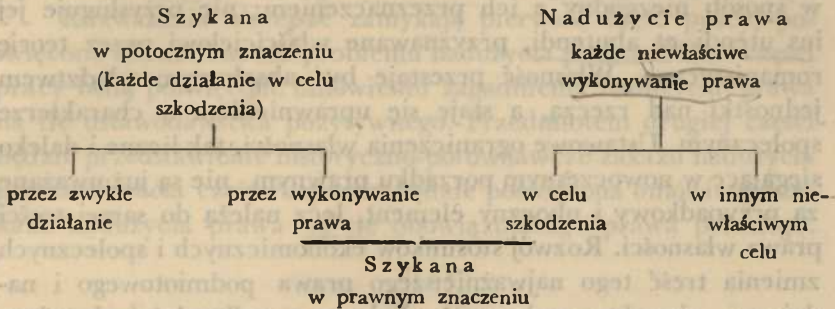 Szykana
w potocznym znaczeniu
(każde działanie w celu
szkodzenia)
Nadużycie prawa
każde niewłaściwe
wykonywanie prawa
przez zwykłe
działanie
przez wykonywanie
prawa
w celu
szkodzenia
w innym nie-
właściwym
celu
Szykana
w prawnym znaczeniu